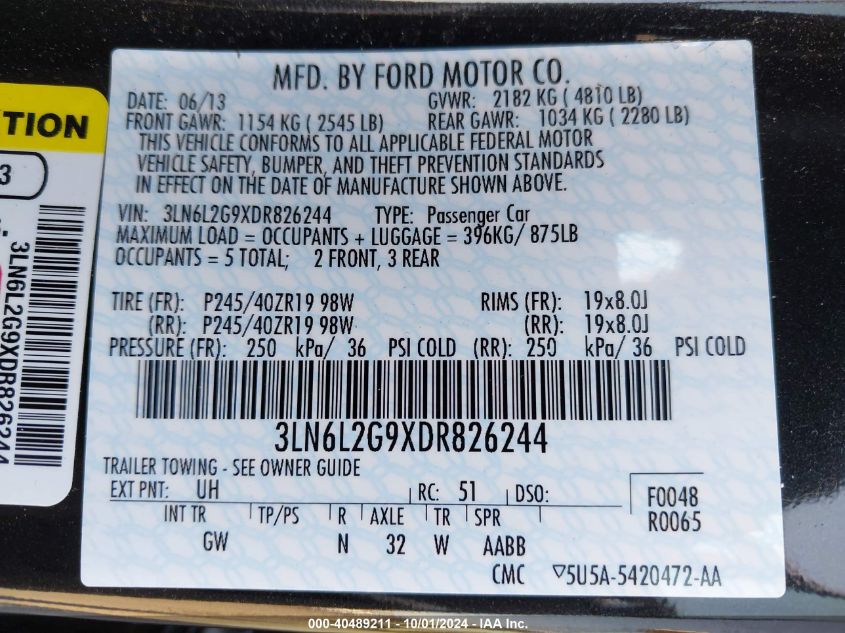 MFD. BY FORD MOTOR CO.
DATE: 06/13 GVWR: 2182 KG ( 4810 LB)
FRONT GAWR: 1154 KG ( 2545 LB) REAR GAWR: 1034 KG ( 2280 LB)
THIS VEHICLE CONFORMS TO ALL APPLICABLE FEDERAL MOTOR
VEHICLE SAFETY, BUMPER, AND THEFT PREVENTION STANDARDS
IN EFFECT ON THE DATE OF MANUFACTURE SHOWN ABOVE.
VIN: 3LN6L2G9XDR826244 TYPE: Passenger Car
MAXIMUM LOAD = OCCUPANTS + LUGGAGE = 396KG/ 875LB
OCCUPANTS = 5 TOTAL; 2 FRONT, 3 REAR
TIRE (FR): P245/40ZR19 98W RIMS (FR): 19x8.0J
(RR): P245/40ZR19 98W (RR): 19x8.0J
PRESSURE (FR): 250 kPa/ 36 PSI COLD (RR): 250 kPa/ 36 PSI COLD
3LN6L2G9XDR826244
TRAILER TOWING - SEE OWNER GUIDE
EXT PNT: UH RC: 51 DSO: F0048
INT TR TP/PS R AXLE TR SPR R0065
GW N 32 W AABB
CMC ▽5U5A-5420472-AA
TION
3
3LN6L2G9XDR826244
000-40489211 - 10/01/2024 - IAA Inc.